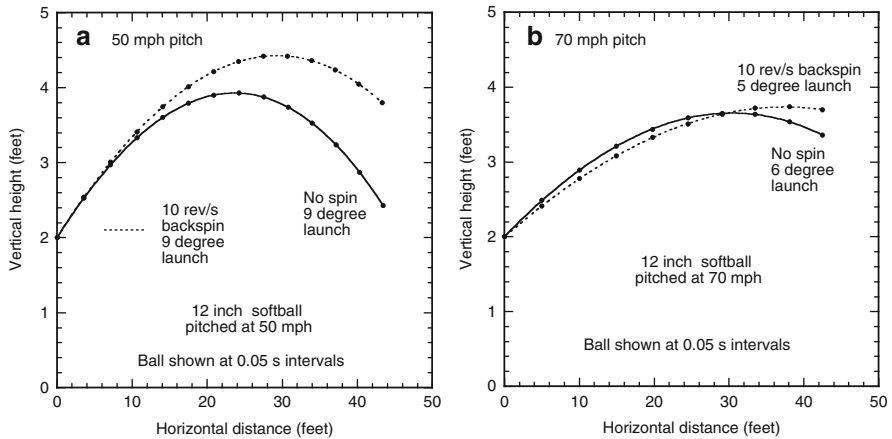 a 50 mph pitch
5
4
3
2
1
0
Vertical height (feet)
10 rev/s
backspin
9 degree
launch
No spin
9 degree
launch
12 inch softball
pitched at 50 mph
Ball shown at 0.05 s intervals
0 10 20 30 40 50
Horizontal distance (feet)
b 70 mph pitch
5
4
3
2
1
0
Vertical height (feet)
10 rev/s backspin
5 degree launch
No spin
6 degree
launch
12 inch softball
pitched at 70 mph
Ball shown at 0.05 s intervals
0 10 20 30 40 50
Horizontal distance (feet)